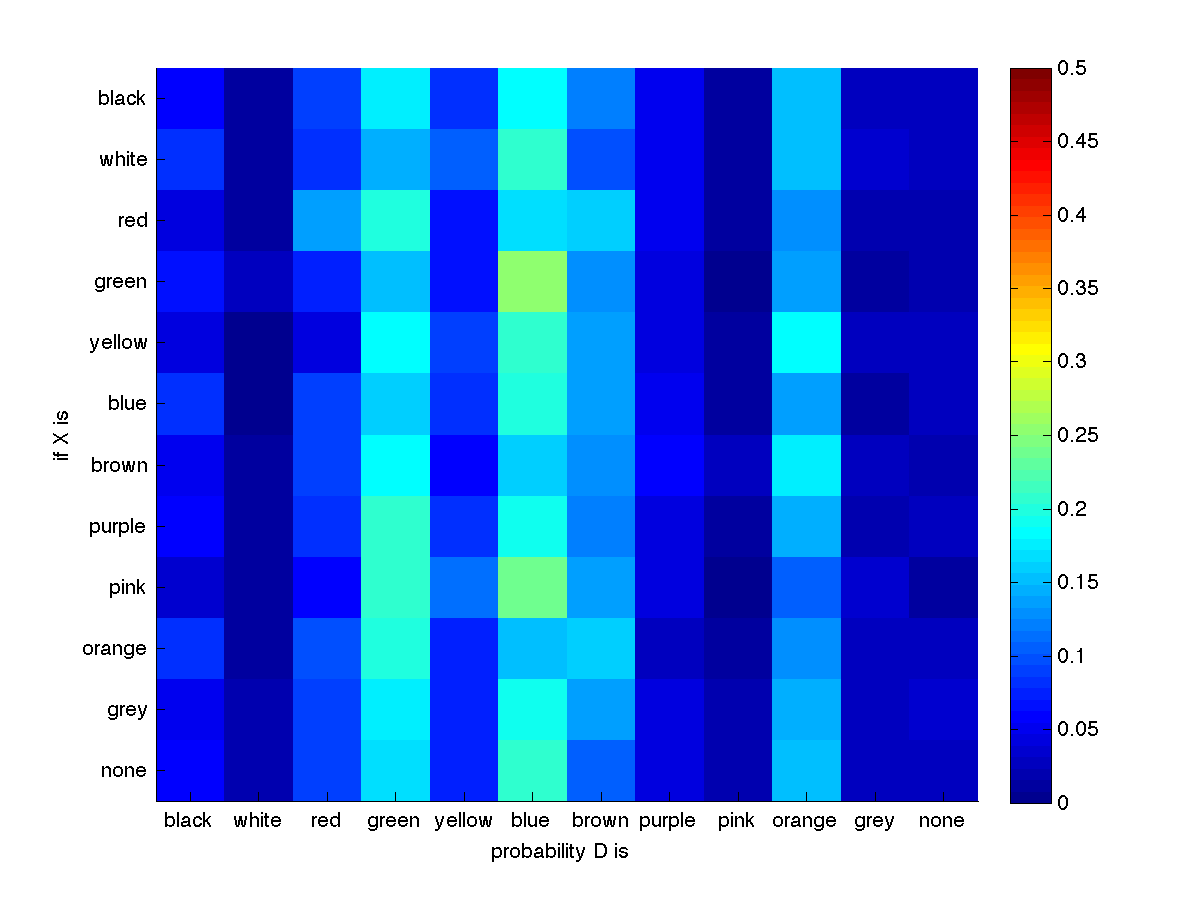 black
white
red
green
yellow
blue
brown
purple
pink
orange
grey
none
if X is
black white red green yellow blue brown purple pink orange grey none
probability D is
0.5
0.45
0.4
0.35
0.3
0.25
0.2
0.15
0.1
0.05
0